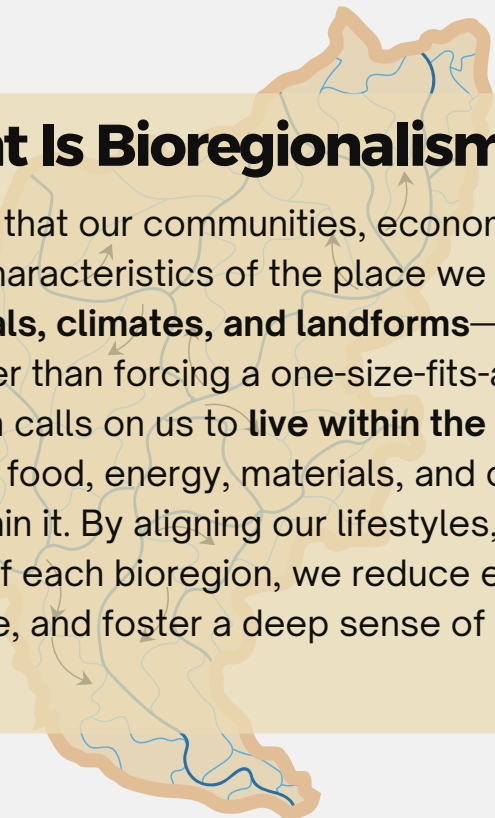 t Is Bioregionalism
that our communities, econo
haracteristics of the place we
als, climates, and landforms—
er than forcing a one-size-fits-a
calls on us to live within the
food, energy, materials, and
in it. By aligning our lifestyles,
f each bioregion, we reduce e
e, and foster a deep sense of